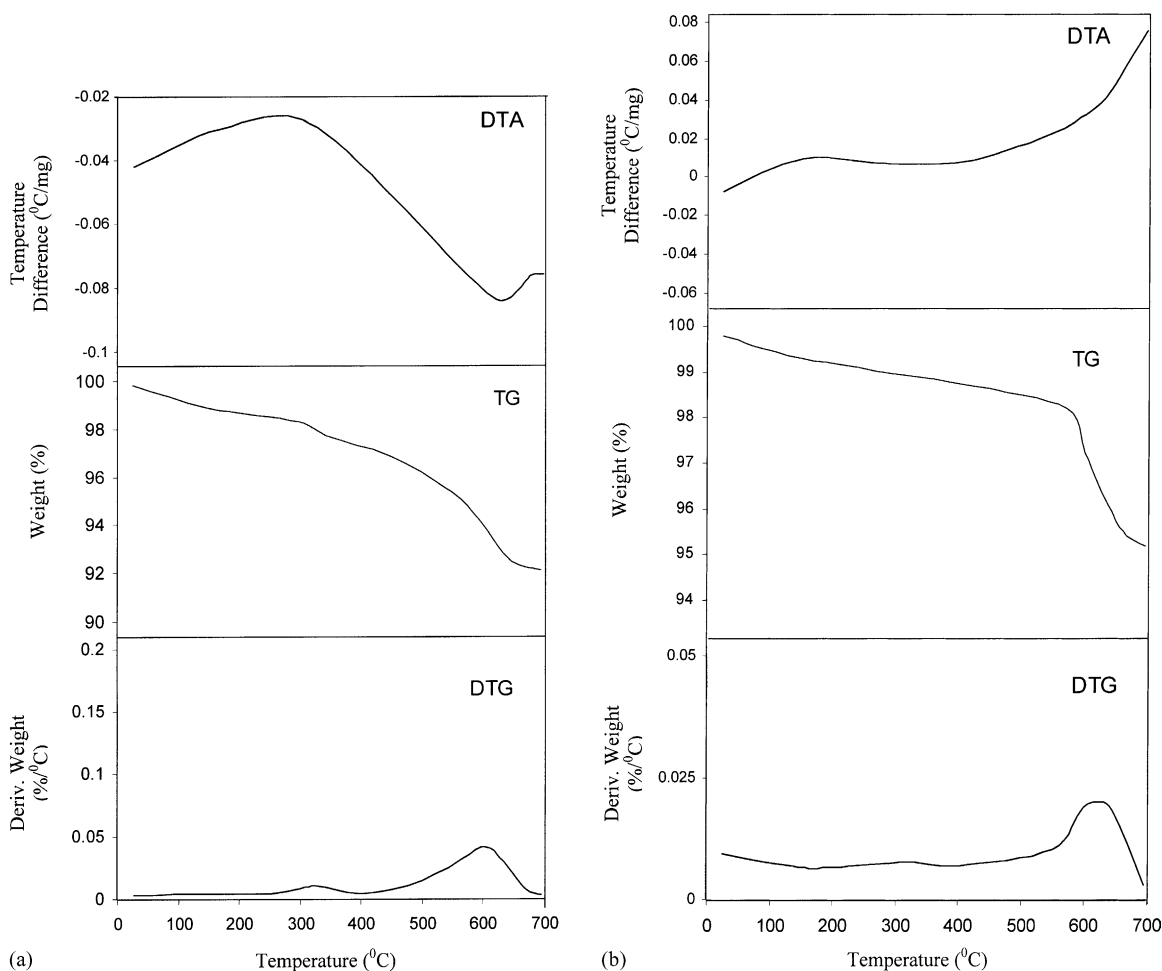 DTA
-0.02
-0.04
-0.06
-0.08
-0.1
Temperature
Difference (⁰C/mg)
TG
100
98
96
94
92
90
Weight (%)
DTG
0.2
0.15
0.1
0.05
0
Deriv. Weight
(%/⁰C)
0 100 200 300 400 500 600 700
(a) Temperature (⁰C)
DTA
0.08
0.06
0.04
0.02
0
-0.02
-0.04
-0.06
Temperature
Difference (⁰C/mg)
TG
100
99
98
97
96
95
94
Weight (%)
DTG
0.05
0.025
0
Deriv. Weight
(%/⁰C)
0 100 200 300 400 500 600 700
(b) Temperature (⁰C)